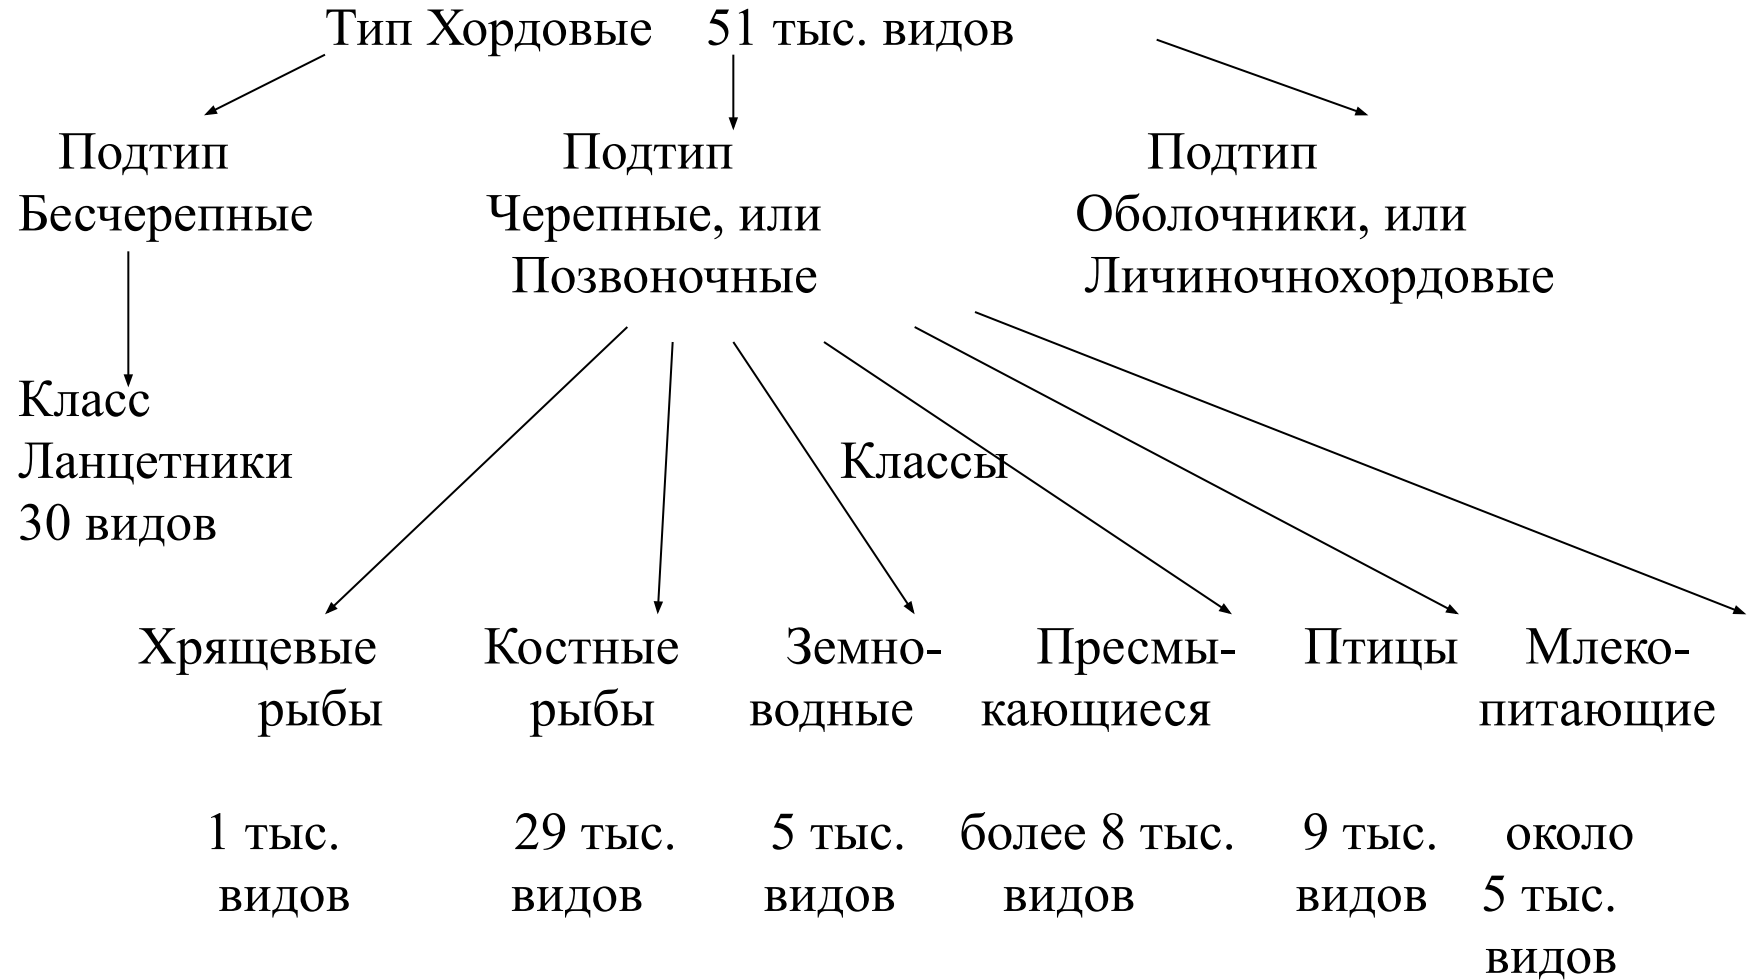 Тип Хордовые 51 тыс. видов
Подтип Подтип Подтип
Бесчерепные Черепные, или Оболочники, или
Позвоночные Личиночнохордовые
Класс
Ланцетники Классы
30 видов
Хрящевые Костные Земно- Пресмы- Птицы Млеко-
рыбы рыбы водные кающиеся питающие
1 тыс. 29 тыс. 5 тыс. более 8 тыс. 9 тыс. около
видов видов видов видов видов 5 тыс.
видов